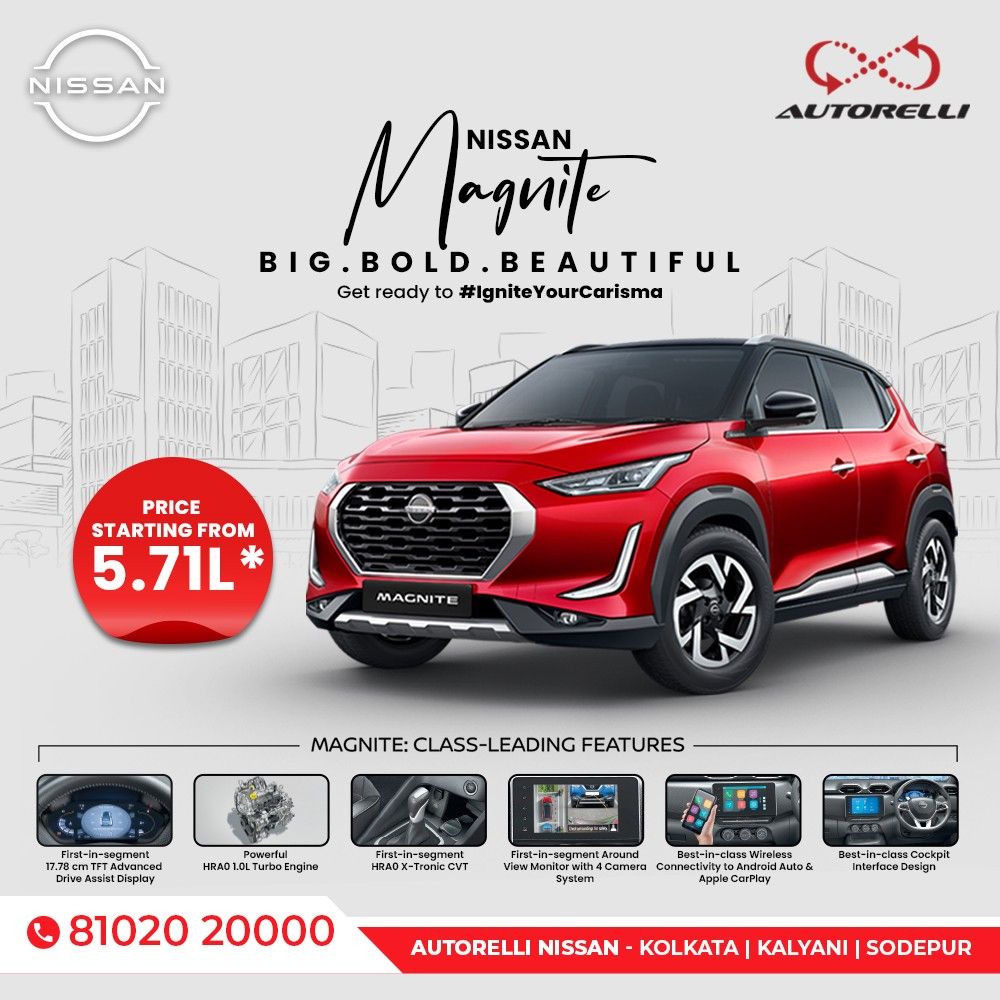 NISSAN
AUTORELLI
NISSAN
Magnite
BIG.BOLD.BEAUTIFUL
Get ready to #IgniteYourCarisma
PRICE
STARTING FROM
5.71L*
MAGNITE
MAGNITE: CLASS-LEADING FEATURES
First-in-segment
17.78 cm TFT Advanced
Drive Assist Display
Powerful
HRA0 1.0L Turbo Engine
First-in-segment
HRA0 X-Tronic CVT
First-in-segment Around
View Monitor with 4 Camera
System
Best-in-class Wireless
Connectivity to Android Auto &
Apple CarPlay
Best-in-class Cockpit
Interface Design
81020 20000
AUTORELLI NISSAN - KOLKATA | KALYANI | SODEPUR